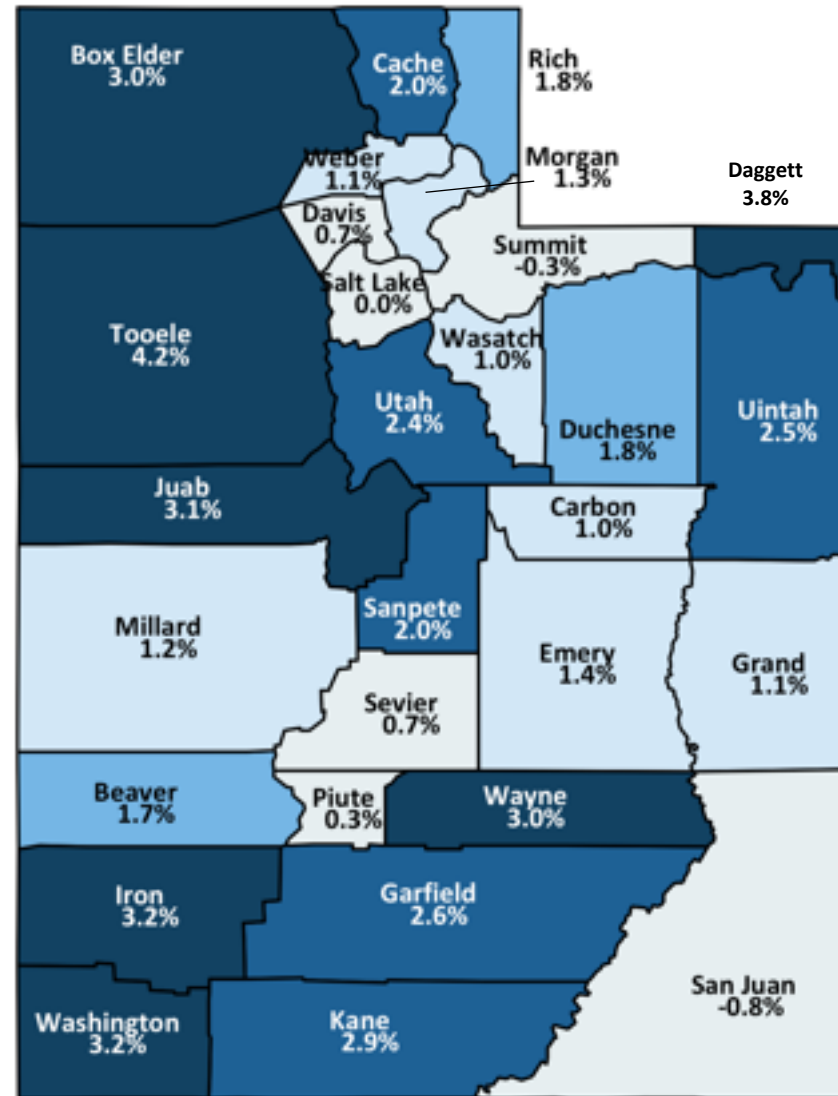 Box Elder
3.0%
Cache
2.0%
Rich
1.8%
Weber
1.1%
Morgan
1.3%
Daggett
3.8%
Davis
0.7%
Summit
-0.3%
Salt Lake
0.0%
Tooele
4.2%
Wasatch
1.0%
Utah
2.4%
Duchesne
1.8%
Uintah
2.5%
Juab
3.1%
Carbon
1.0%
Millard
1.2%
Sanpete
2.0%
Emery
1.4%
Grand
1.1%
Sevier
0.7%
Beaver
1.7%
Piute
0.3%
Wayne
3.0%
Iron
3.2%
Garfield
2.6%
San Juan
-0.8%
Washington
3.2%
Kane
2.9%